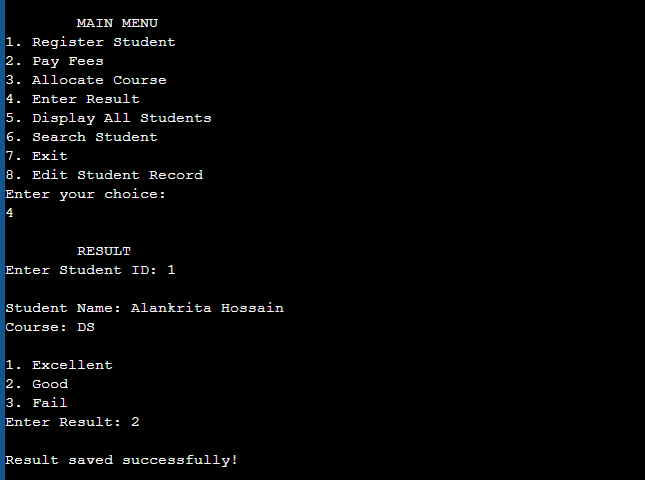 MAIN MENU
1. Register Student
2. Pay Fees
3. Allocate Course
4. Enter Result
5. Display All Students
6. Search Student
7. Exit
8. Edit Student Record
Enter your choice:
4
RESULT
Enter Student ID: 1
Student Name: Alankrita Hossain
Course: DS
1. Excellent
2. Good
3. Fail
Enter Result: 2
Result saved successfully!